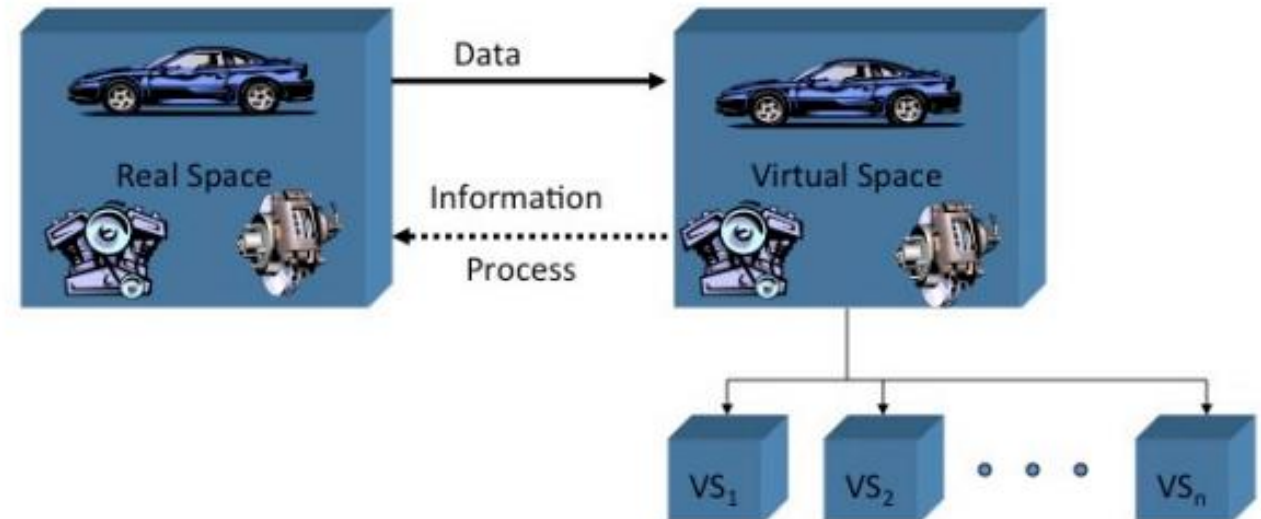 Data
Real Space
Virtual Space
Information
Process
VS₁
VS₂
VSₙ